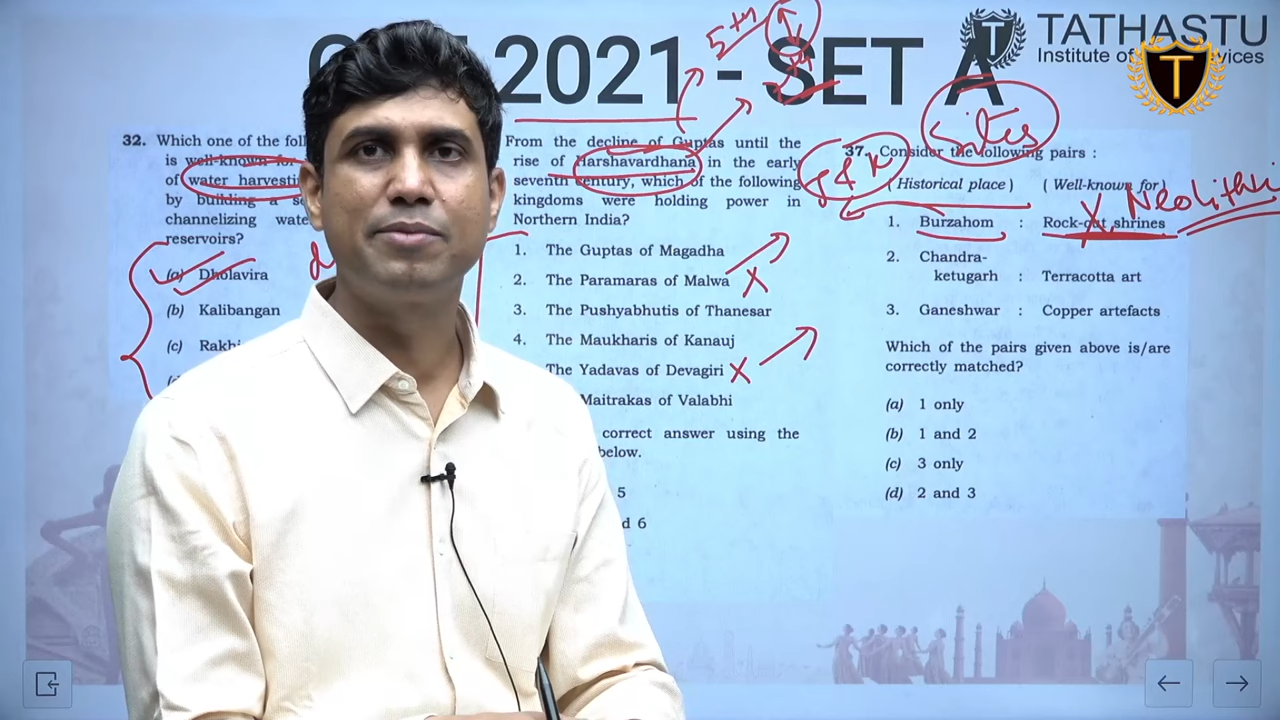 2021 - SET A
TATHASTU
Institute of
vices
T
T
5th
7th
Sites
32. Which one of the
is well-known for
of water
by building a
channelizing
reservoirs?
(a) Dholavira
(b) Kalibangan
(c)
From the decline of Guptas until the
rise of Harshavardhana in the early
seventh century, which of the following
kingdoms were holding power in
Northern India?
1. The Guptas of Magadha
2. The Paramaras of Malwa X
3. The Pushyabhutis of Thanesar
4. The Maukharis of Kanauj
The Yadavas of Devagiri X
Maitrakas of Valabhi
correct answer using the
below.
5
d 6
J & K
37. Consider the following pairs :
(Historical place) (Well-known for)
X Neolithic
1. Burzahom : Rock-cut shrines
2. Chandra-
ketugarh : Terracotta art
3. Ganeshwar : Copper artefacts
Which of the pairs given above is/are
correctly matched?
(a) 1 only
(b) 1 and 2
(c) 3 only
(d) 2 and 3